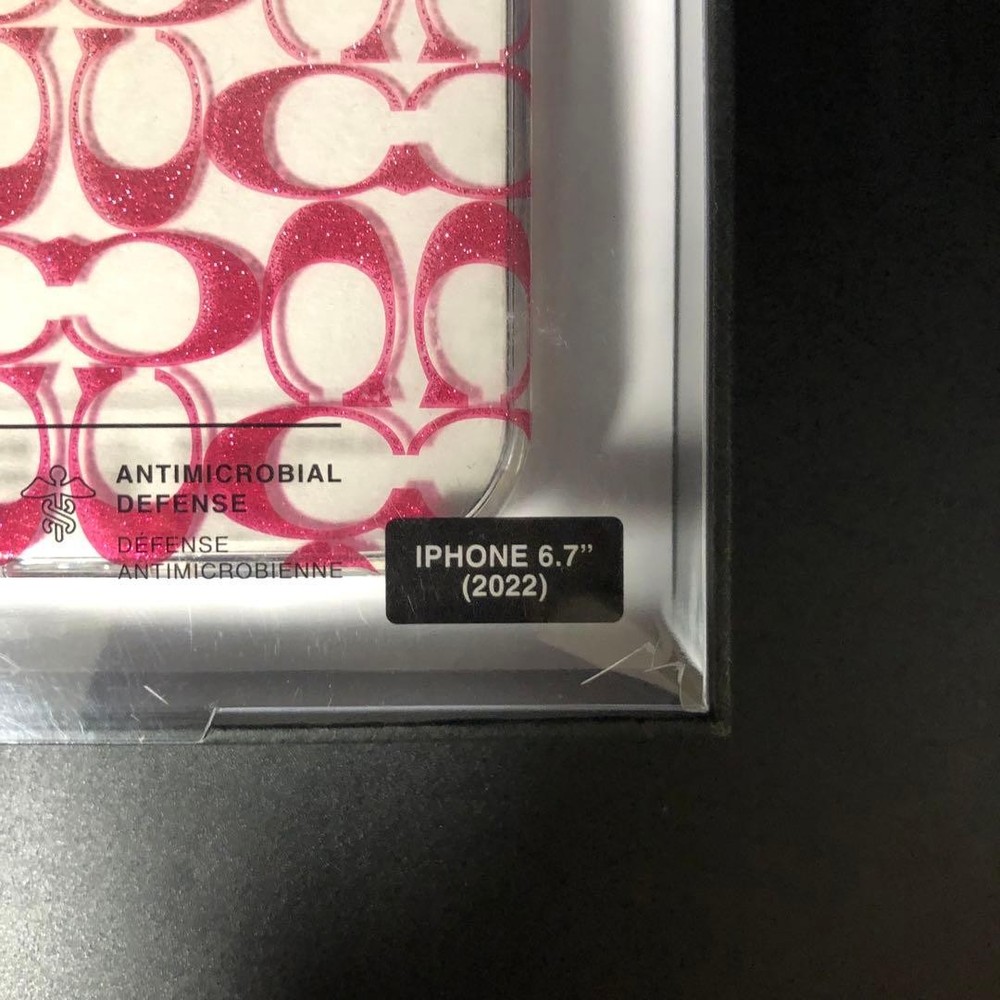 ANTIMICROBIAL
DEFENSE
DÉFENSE
ANTIMICROBIENNE
IPHONE 6.7”
(2022)